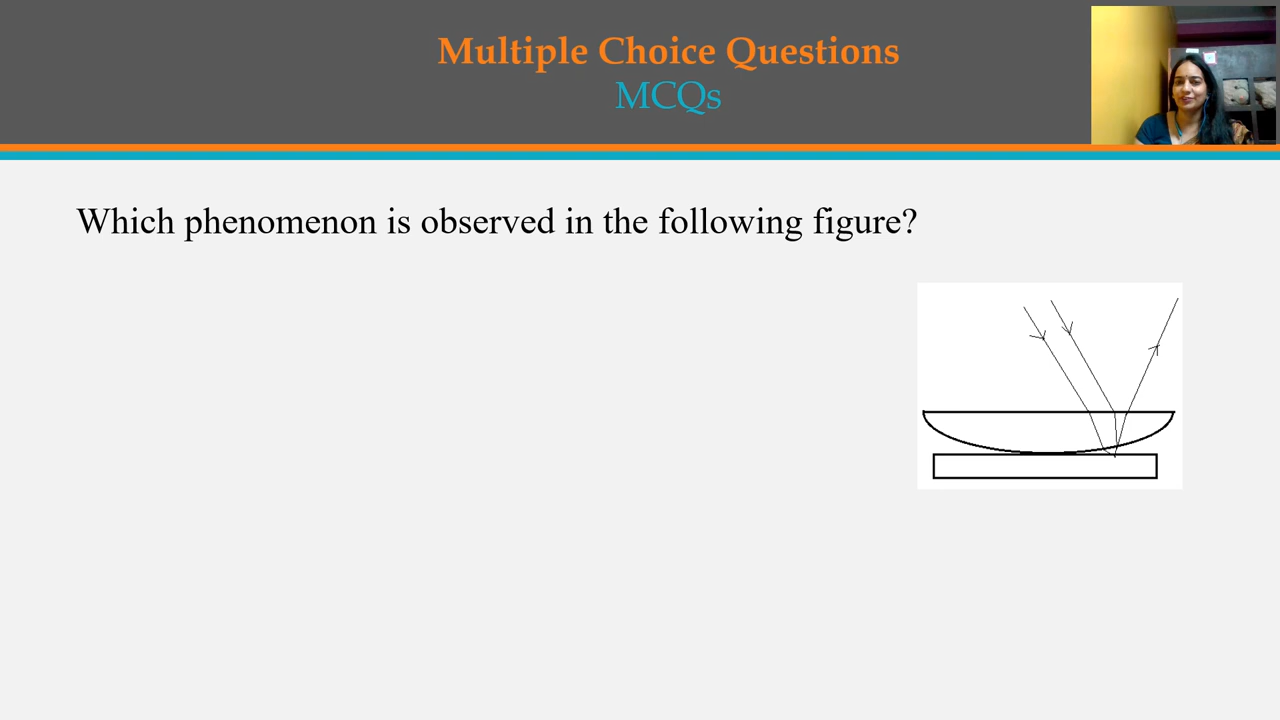 Multiple Choice Questions
MCQs
Which phenomenon is observed in the following figure?